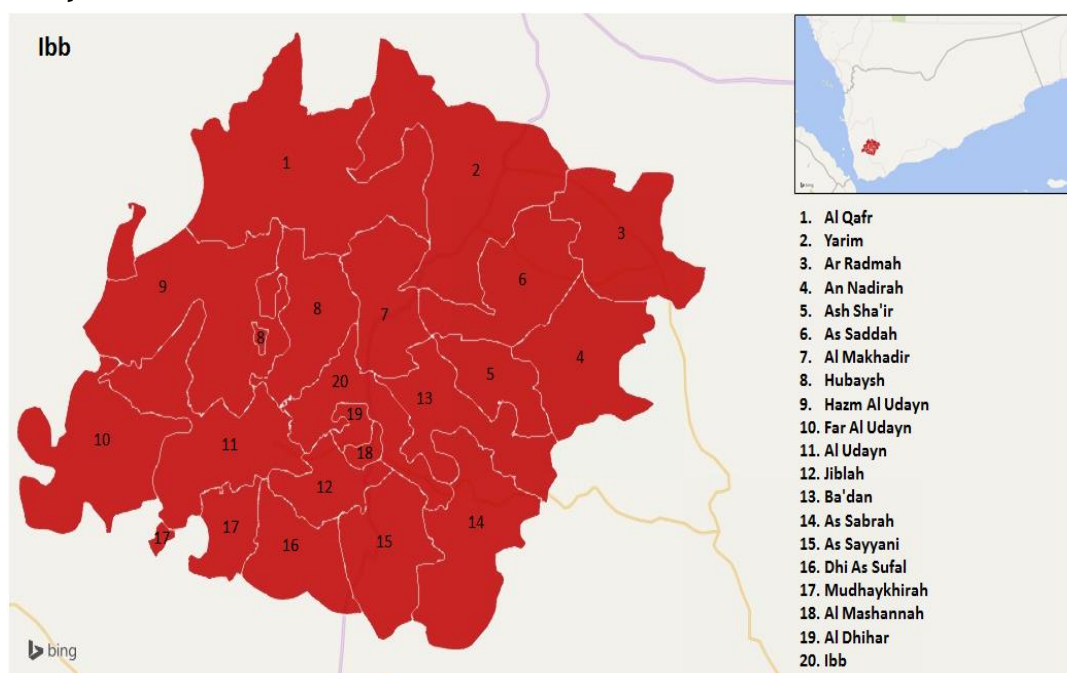 Ibb
1
2
3
9
6
8
7
8
4
20
5
13
10
19
11
18
12
14
17
17
16
15
bing
bing
1. Al Qafr
2. Yarim
3. Ar Radmah
4. An Nadirah
5. Ash Sha'ir
6. As Saddah
7. Al Makhadir
8. Hubaysh
9. Hazm Al Udayn
10. Far Al Udayn
11. Al Udayn
12. Jiblah
13. Ba'dan
14. As Sabrah
15. As Sayyani
16. Dhi As Sufal
17. Mudhaykhirah
18. Al Mashannah
19. Al Dhihar
20. Ibb